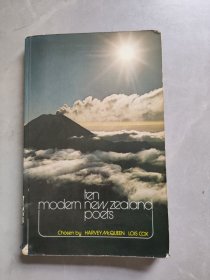 ten
modern new zealand
poets
Chosen by HARVEY McQUEEN LOIS COX